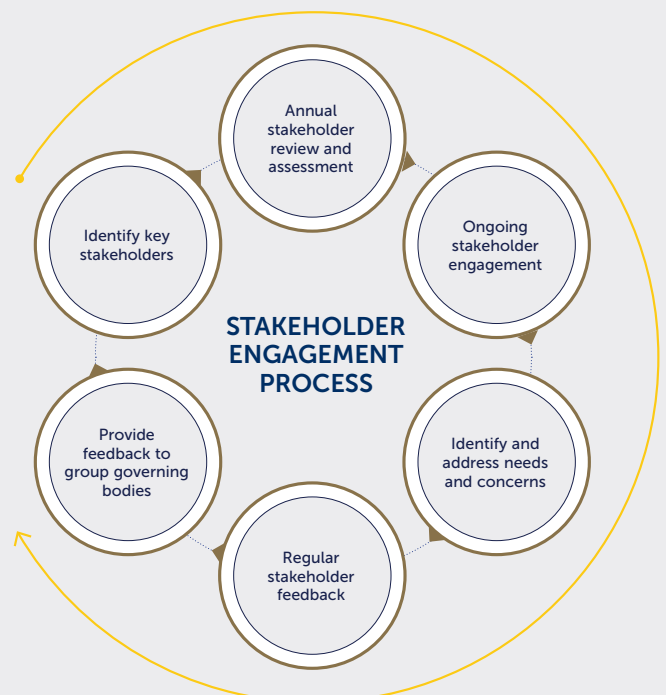 Annual
stakeholder
review and
assessment
Identify key
stakeholders
Ongoing
stakeholder
engagement
STAKEHOLDER
ENGAGEMENT
PROCESS
Provide
feedback to
group governing
bodies
Identify and
address needs
and concerns
Regular
stakeholder
feedback